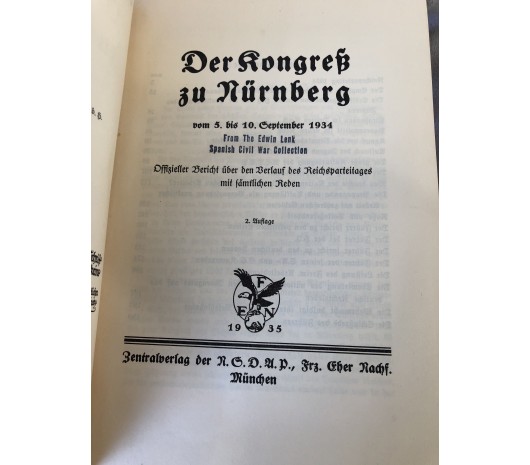 Der Kongreß
zu Nürnberg
vom 5. bis 10. September 1934
From The Edwin Lenk
Spanish Civil War Collection
Offizieller Bericht über den Verlauf des Reichsparteitages
mit sämtlichen Reden
2. Auflage
F
E N
19 35
Zentralverlag der N.S.D.A.P., Frz. Eher Nachf.
München